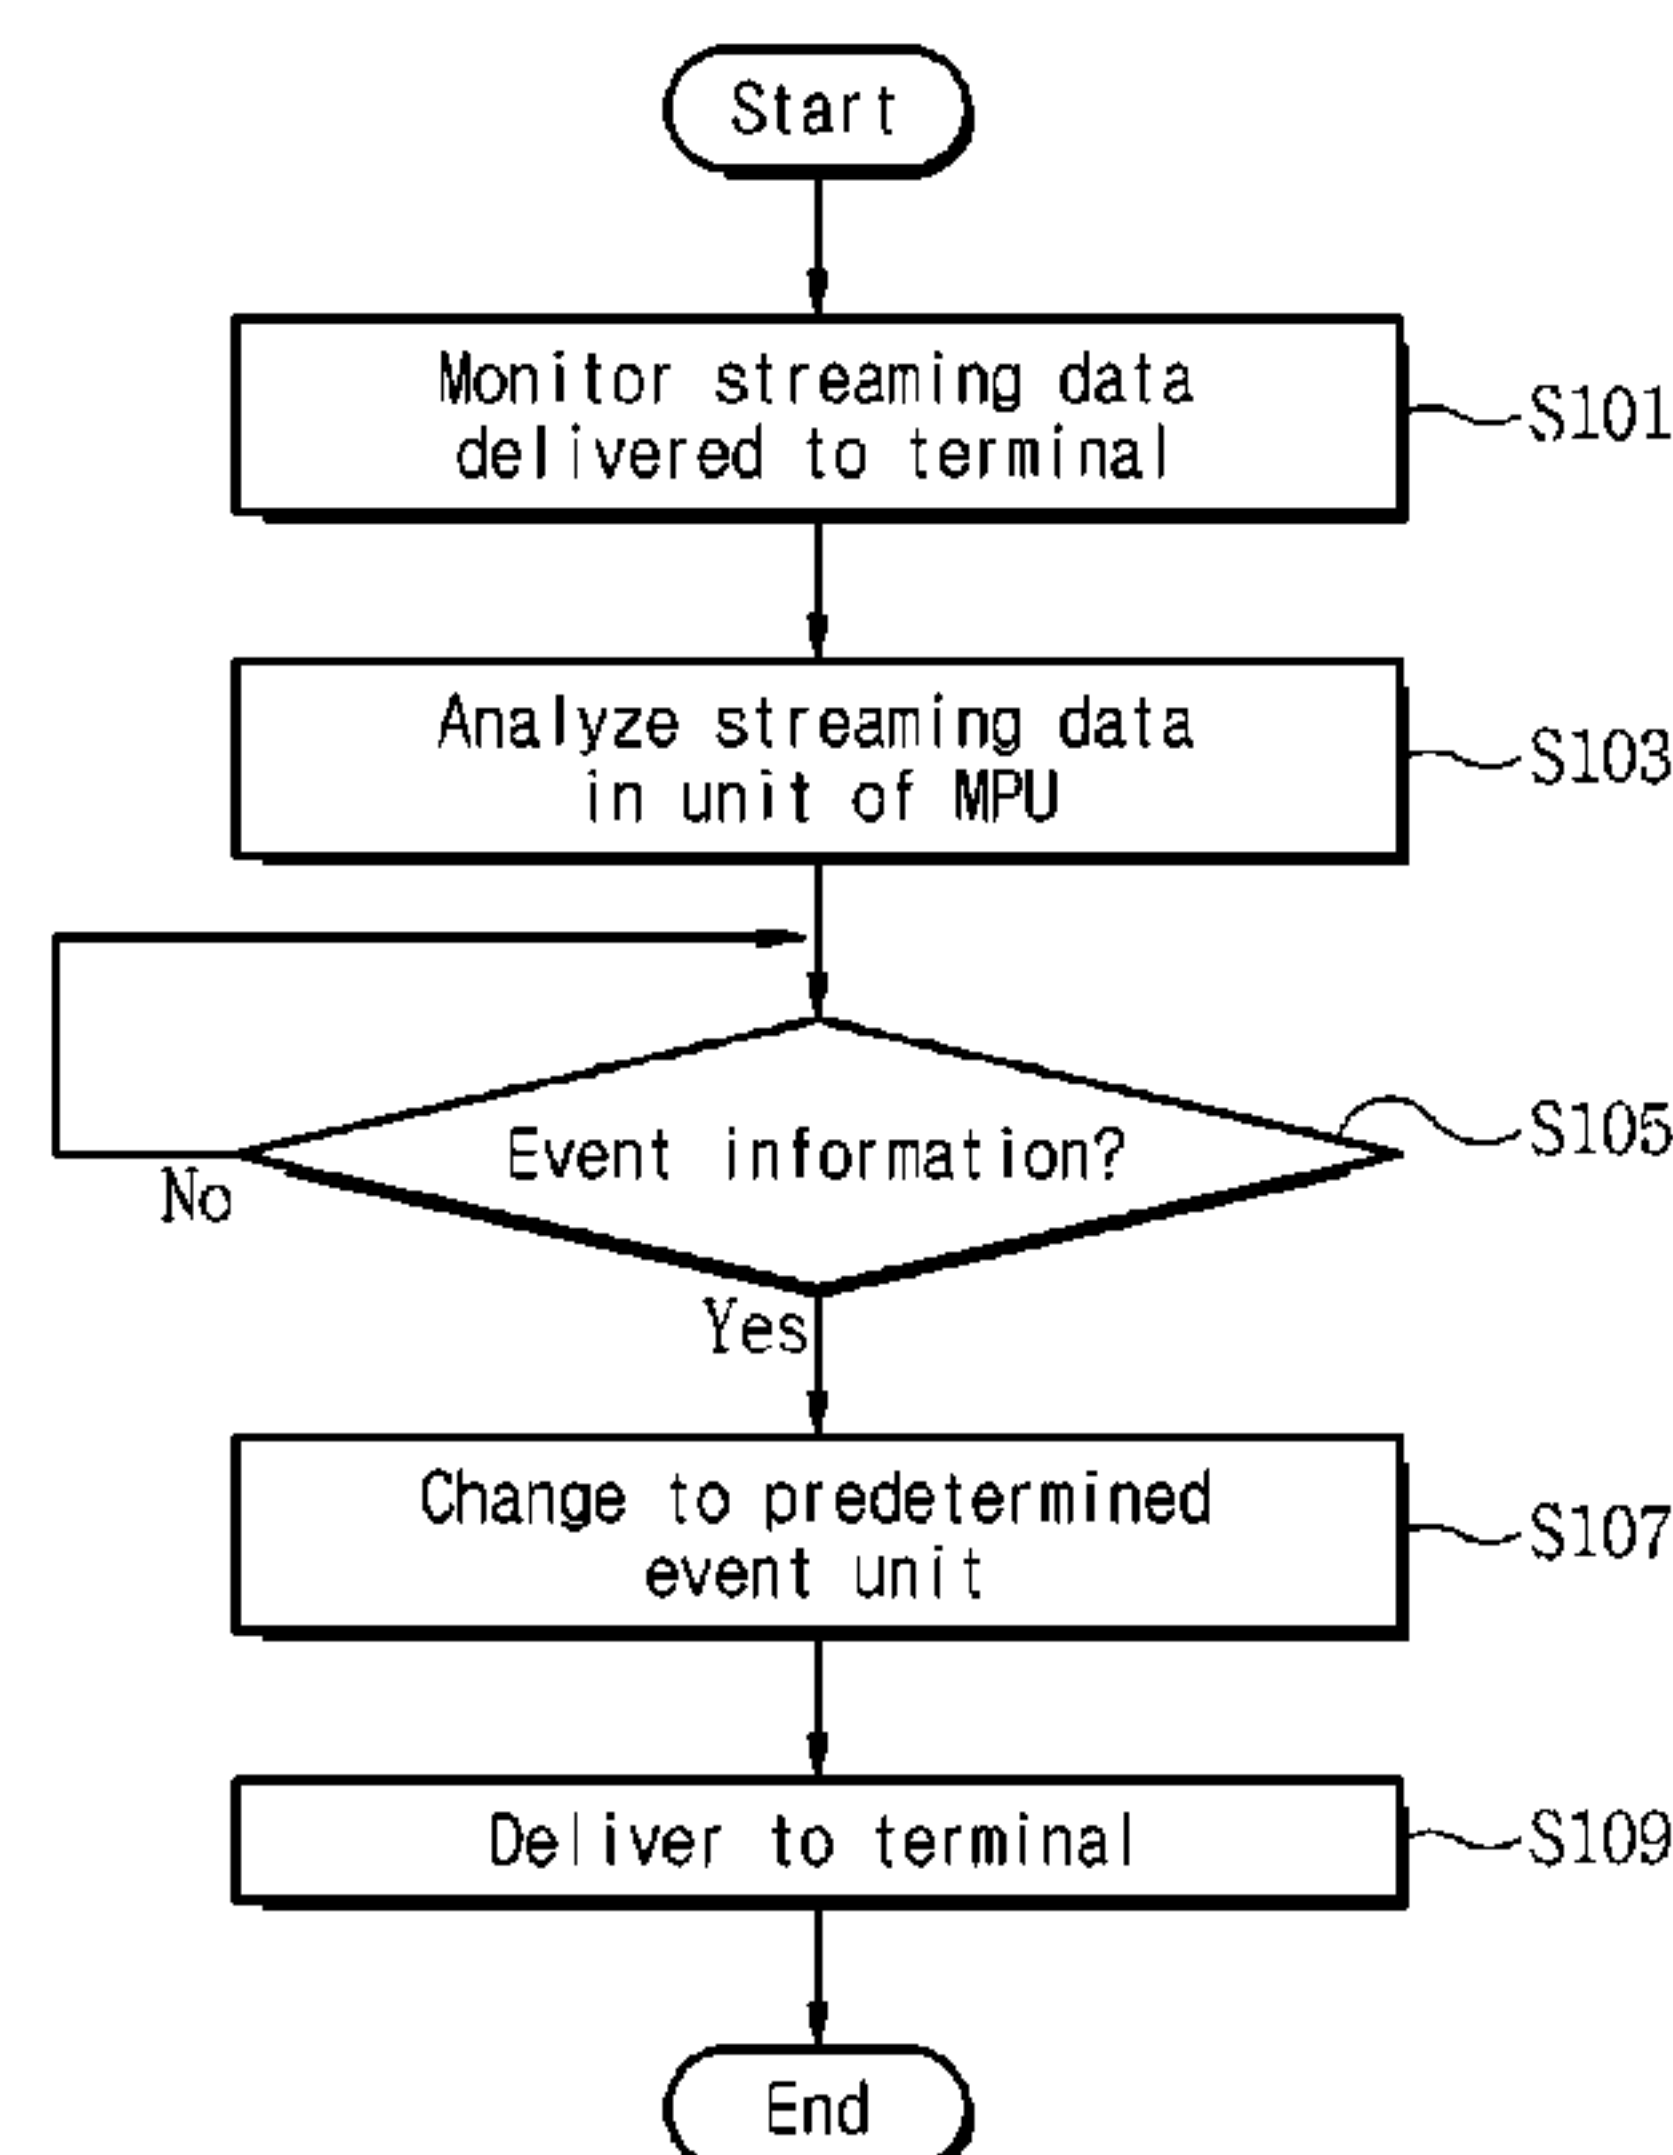 Start
Monitor streaming data
delivered to terminal
S101
Analyze streaming data
in unit of MPU
S103
Event information?
S105
No
Yes
Change to predetermined
event unit
S107
Deliver to terminal
S109
End